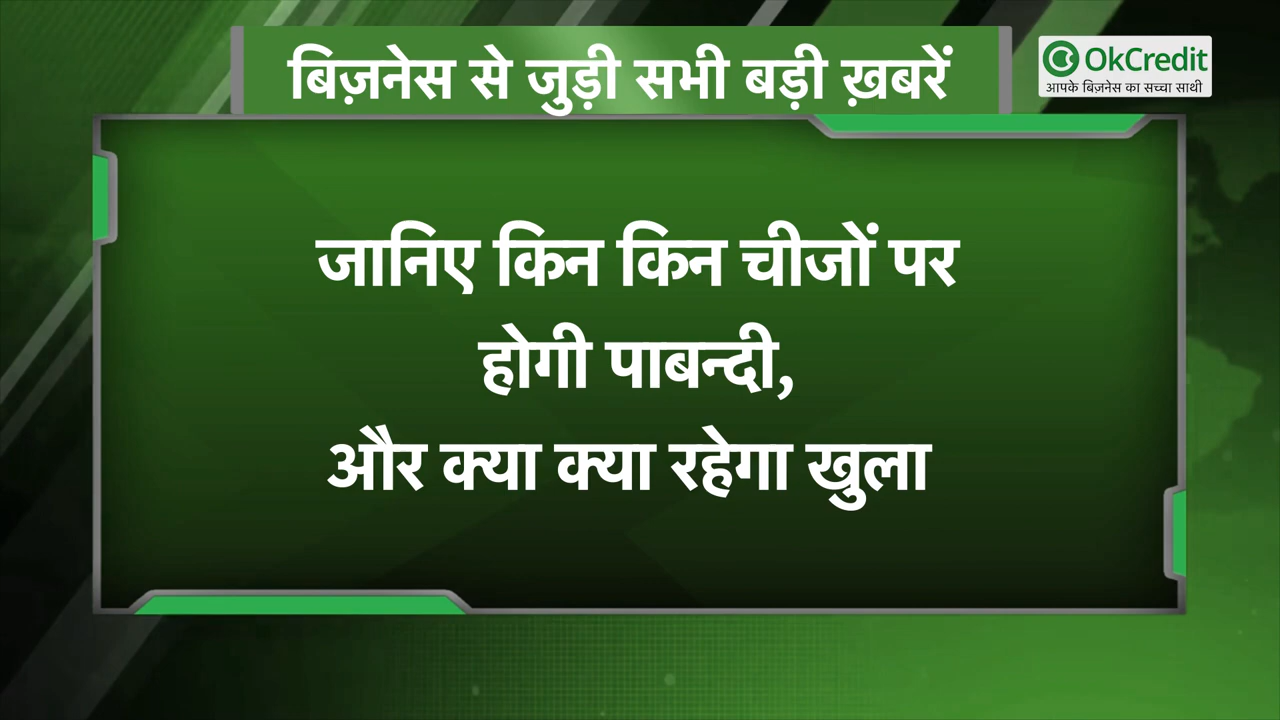 बिज़नेस से जुड़ी सभी बड़ी ख़बरें
OkCredit
आपके बिज़नेस का सच्चा साथी
जानिए किन किन चीजों पर
होगी पाबन्दी,
और क्या क्या रहेगा खुला